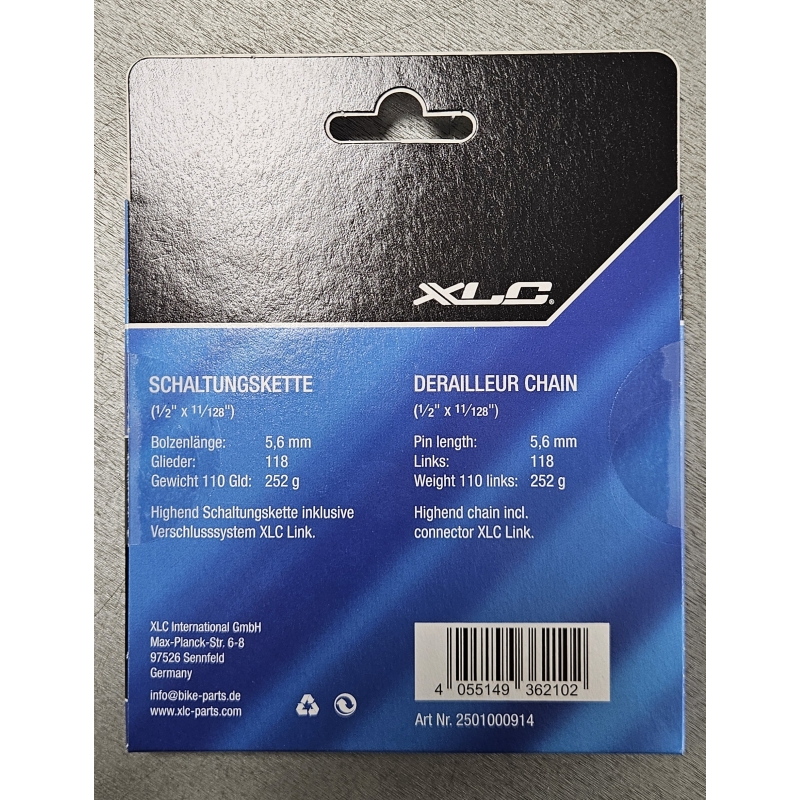 XLC®
SCHALTUNGSKETTE
(1/2" x 11/128")
Bolzenlänge: 5,6 mm
Glieder: 118
Gewicht 110 Gld: 252 g
Highend Schaltungskette inklusive
Verschlusssystem XLC Link.
DERAILLEUR CHAIN
(1/2" x 11/128")
Pin length: 5,6 mm
Links: 118
Weight 110 links: 252 g
Highend chain incl.
connector XLC Link.
XLC International GmbH
Max-Planck-Str. 6-8
97526 Sennfeld
Germany
info@bike-parts.de
www.xlc-parts.com
4 055149 362102
Art Nr. 2501000914